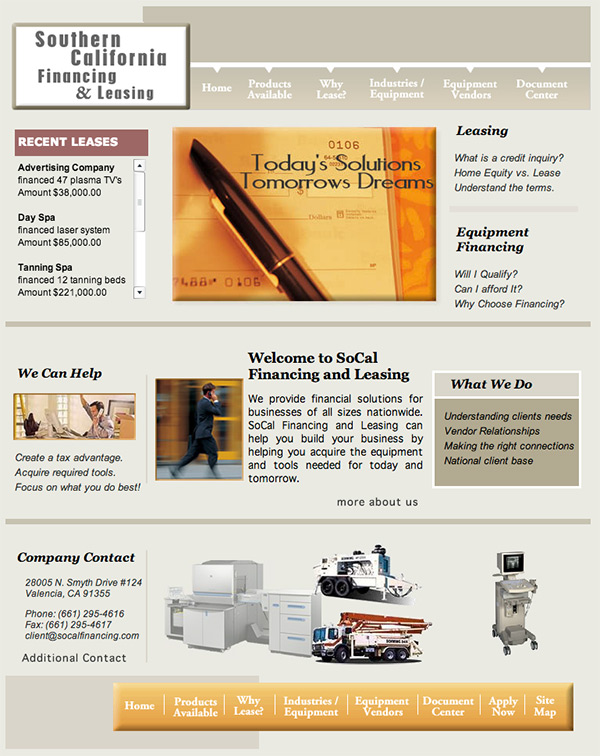 Southern
California
Financing
& Leasing
Home
Products
Available
Why
Lease?
Industries /
Equipment
Equipment
Vendors
Document
Center
RECENT LEASES
Advertising Company
financed 47 plasma TV's
Amount $38,000.00
Day Spa
financed laser system
Amount $85,000.00
Tanning Spa
financed 12 tanning beds
Amount $221,000.00
0106
Today's Solutions
Tomorrows Dreams
Dollars
0106
Leasing
What is a credit inquiry?
Home Equity vs. Lease
Understand the terms.
Equipment
Financing
Will I Qualify?
Can I afford It?
Why Choose Financing?
We Can Help
Create a tax advantage.
Acquire required tools.
Focus on what you do best!
Welcome to SoCal
Financing and Leasing
We provide financial solutions for
businesses of all sizes nationwide.
SoCal Financing and Leasing can
help you build your business by
helping you acquire the equipment
and tools needed for today and
tomorrow.
more about us
What We Do
Understanding clients needs
Vendor Relationships
Making the right connections
National client base
Company Contact
28005 N. Smyth Drive #124
Valencia, CA 91355
Phone: (661) 295-4616
Fax: (661) 295-4617
client@socalfinancing.com
Additional Contact
Home
Products
Available
Why
Lease?
Industries /
Equipment
Equipment
Vendors
Document
Center
Apply
Now
Site
Map